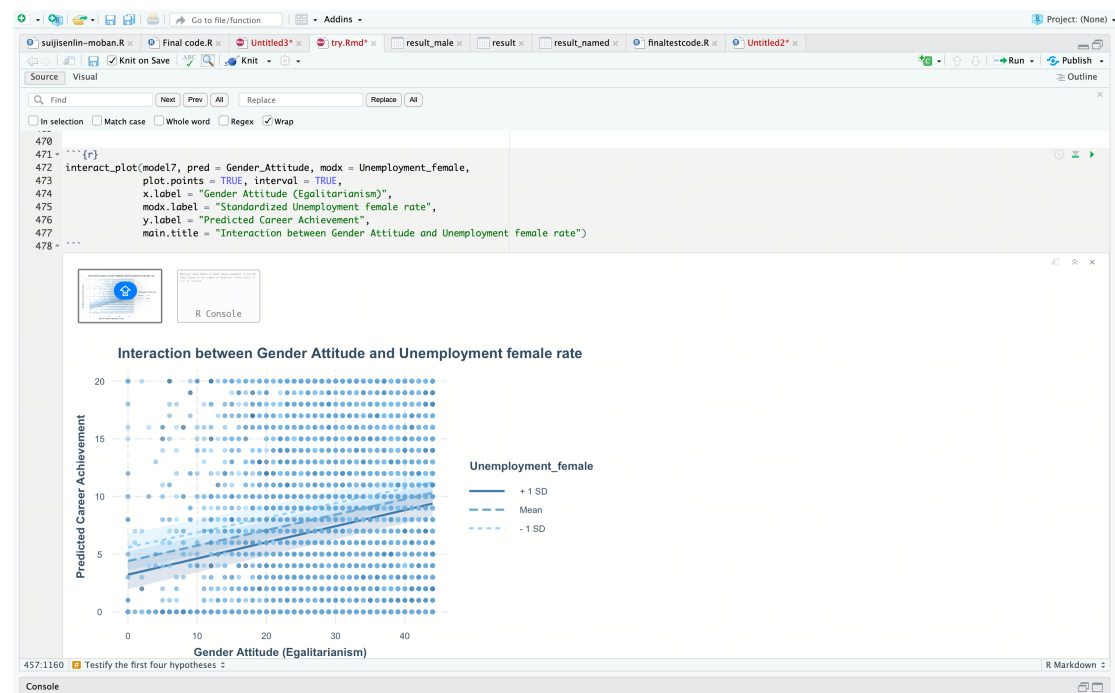 Go to file/function
Addins
Project: (None)
suijisenlin-moban.R
Final code.R
Untitled3*
try.Rmd*
result_male
result
result_named
finaltestcode.R
Untitled2*
Knit on Save
ABC
Knit
Run
Publish
Source
Visual
Outline
Find
Next
Prev
All
Replace
Replace
All
In selection
Match case
Whole word
Regex
Wrap
470
471 ```{r}
472 interact_plot(model7, pred = Gender_Attitude, modx = Unemployment_female,
473 plot.points = TRUE, interval = TRUE,
474 x.label = "Gender Attitude (Egalitarianism)",
475 modx.label = "Standardized Unemployment female rate",
476 y.label = "Predicted Career Achievement",
477 main.title = "Interaction between Gender Attitude and Unemployment female rate")
478 ```
R Console
Interaction between Gender Attitude and Unemployment female rate
Predicted Career Achievement
20
15
10
5
0
0
10
20
30
40
Gender Attitude (Egalitarianism)
Unemployment_female
+ 1 SD
Mean
- 1 SD
457:1160
Testify the first four hypotheses
R Markdown
Console